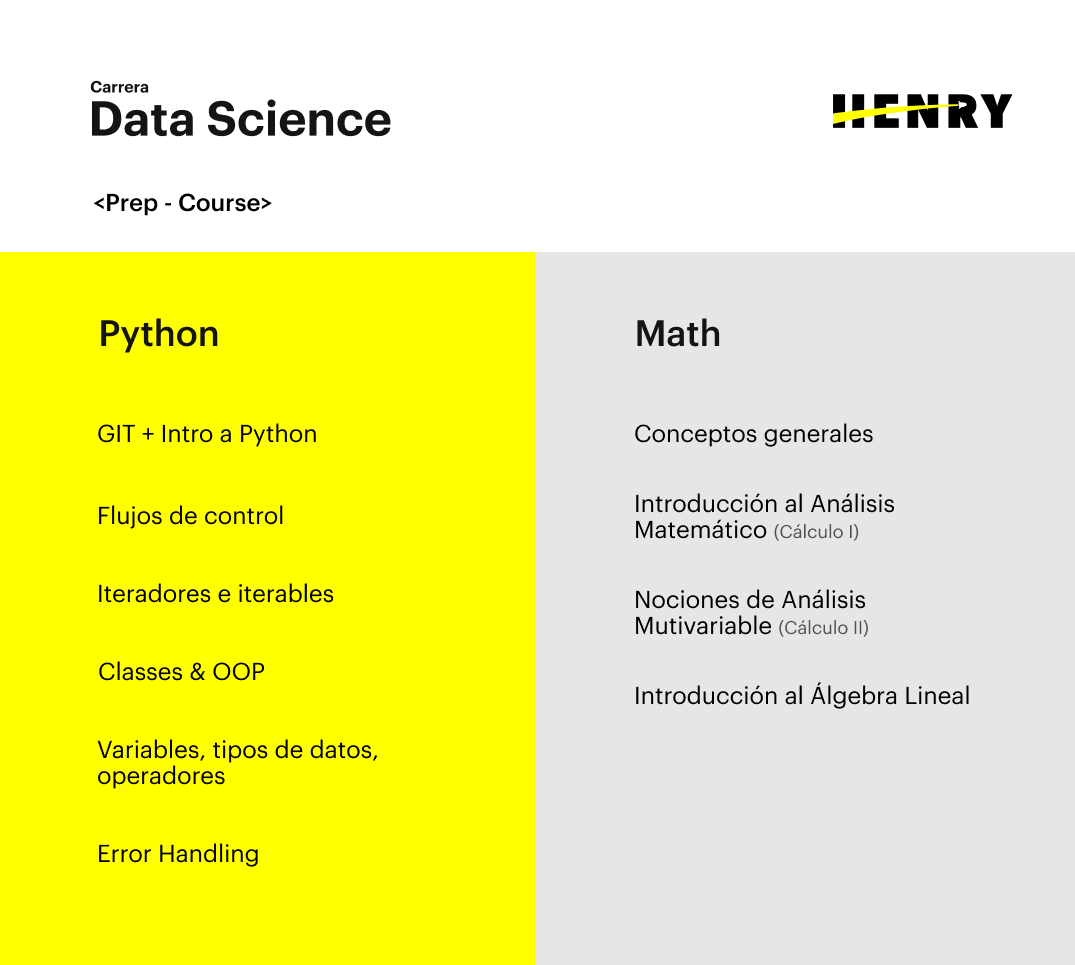 Carrera
Data Science
HENRY
<Prep - Course>
Python
GIT + Intro a Python
Flujos de control
Iteradores e iterables
Classes & OOP
Variables, tipos de datos,
operadores
Error Handling
Math
Conceptos generales
Introducción al Análisis
Matemático (Cálculo I)
Nociones de Análisis
Mutivariable (Cálculo II)
Introducción al Álgebra Lineal